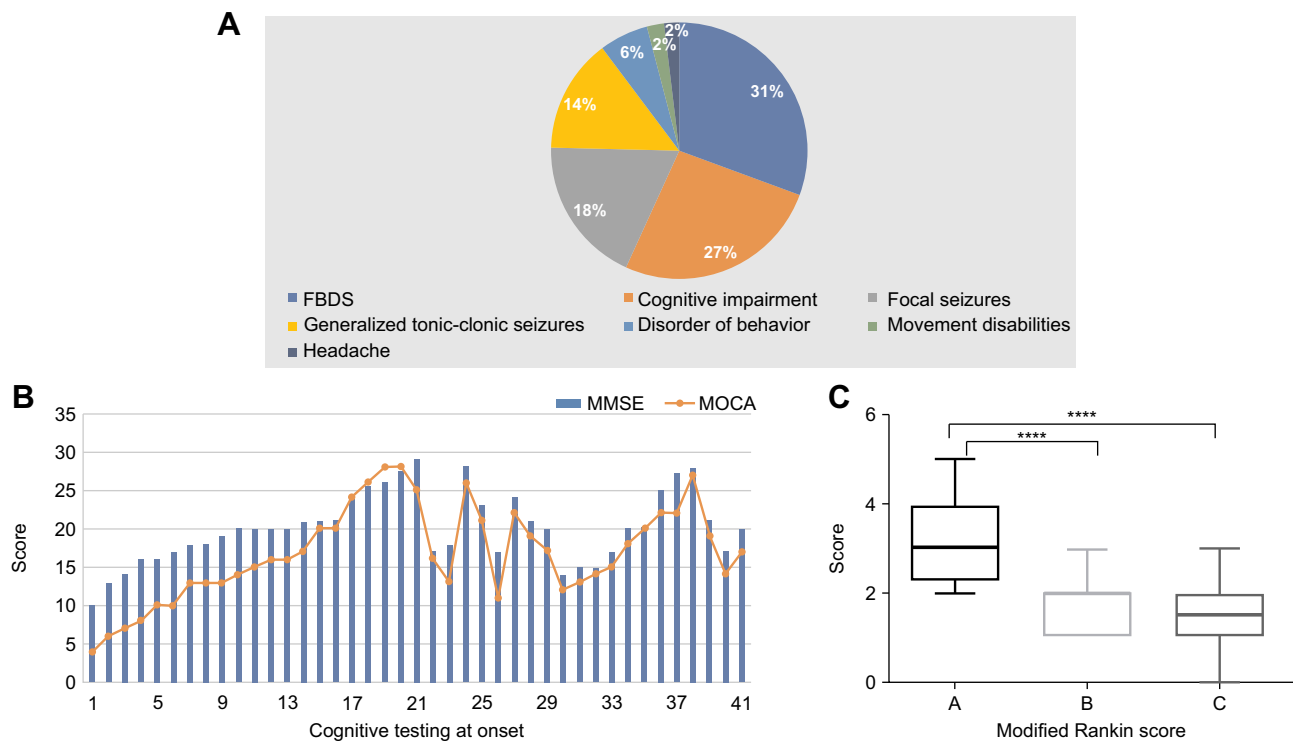 A
2%
2%
6%
31%
14%
18%
27%
FBDS
Cognitive impairment
Focal seizures
Generalized tonic-clonic seizures
Disorder of behavior
Movement disabilities
Headache
B
MMSE
MOCA
35
30
25
20
15
10
5
0
Score
1 5 9 13 17 21 25 29 33 37 41
Cognitive testing at onset
C
6
4
2
0
Score
****
****
A B C
Modified Rankin score